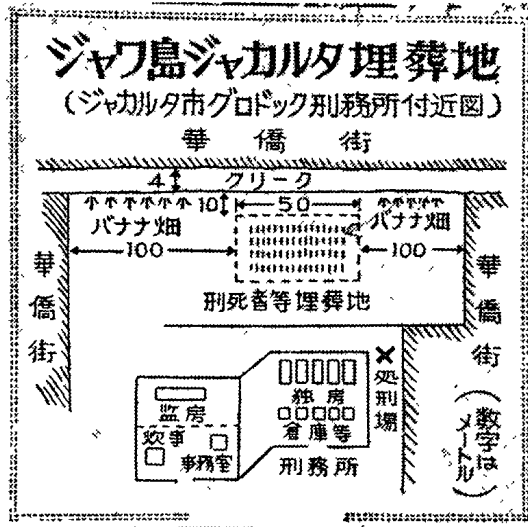 ジャワ島ジャカルタ埋葬地
（ジャカルタ市グロドック刑務所付近図）
華僑街
4
クリーク
10
50
バナナ畑
バナナ畑
100
100
華僑街
華僑街
刑死者等埋葬地
処刑場
独房
倉庫等
監房
炊事
事務室
刑務所
（数字はメートル）